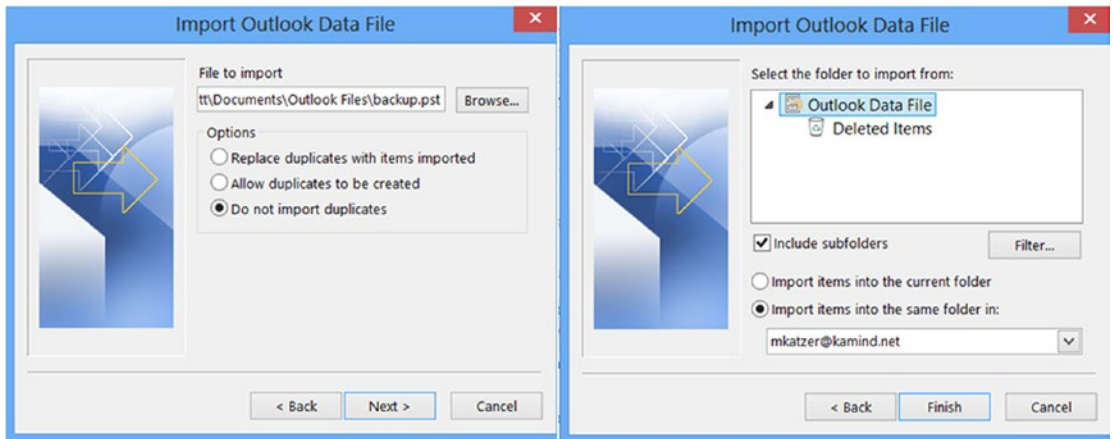 Import Outlook Data File
File to import
tt\Documents\Outlook Files\backup.pst
Browse...
Options
Replace duplicates with items imported
Allow duplicates to be created
Do not import duplicates
< Back
Next >
Cancel
Import Outlook Data File
Select the folder to import from:
Outlook Data File
Deleted Items
Include subfolders
Filter...
Import items into the current folder
Import items into the same folder in:
mkatzer@kamind.net
< Back
Finish
Cancel